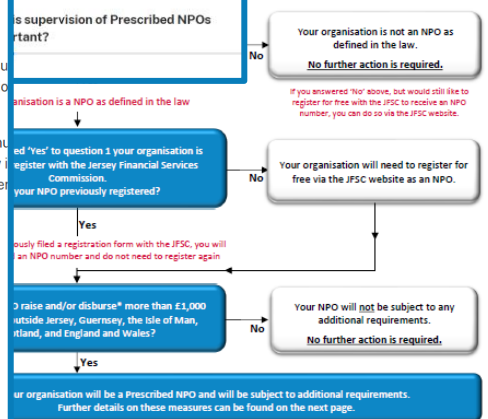 is supervision of Prescribed NPOs
rtant?
No
Your organisation is not an NPO as
defined in the law.
No further action is required.
If you answered 'No' above, but would still like to
register for free with the JFSC to receive an NPO
number, you can do so via the JFSC website.
anisation is a NPO as defined in the law
ed 'Yes' to question 1 your organisation is
register with the Jersey Financial Services
Commission.
your NPO previously registered?
No
Your organisation will need to register for
free via the JFSC website as an NPO.
Yes
ously filed a registration form with the JFSC, you will
an NPO number and do not need to register again
O raise and/or disburse* more than £1,000
utside Jersey, Guernsey, the Isle of Man,
tland, and England and Wales?
No
Your NPO will not be subject to any
additional requirements.
No further action is required.
Yes
ur organisation will be a Prescribed NPO and will be subject to additional requirements.
Further details on these measures can be found on the next page.